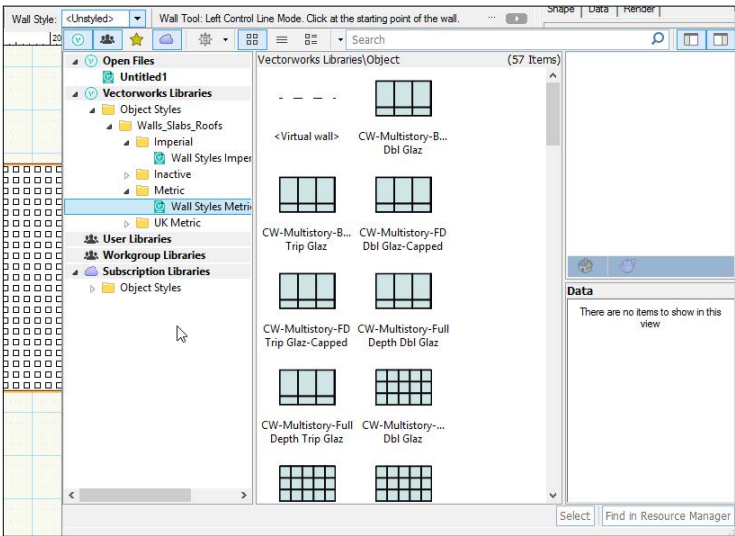 Wall Style: <Unstyled> Wall Tool: Left Control Line Mode. Click at the starting point of the wall. ...
Shape Data Render
20
Search
Open Files
Untitled1
Vectorworks Libraries
Object Styles
Walls_Slabs_Roofs
Imperial
Wall Styles Imper
Inactive
Metric
Wall Styles Metri
UK Metric
User Libraries
Workgroup Libraries
Subscription Libraries
Object Styles
Vectorworks Libraries\Object (57 Items)
<Virtual wall>
CW-Multistory-B...
Dbl Glaz
CW-Multistory-B...
Trip Glaz
CW-Multistory-FD
Dbl Glaz-Capped
CW-Multistory-FD
Trip Glaz-Capped
CW-Multistory-Full
Depth Dbl Glaz
CW-Multistory-Full
Depth Trip Glaz
CW-Multistory-...
Dbl Glaz
Data
There are no items to show in this
view
Select Find in Resource Manager